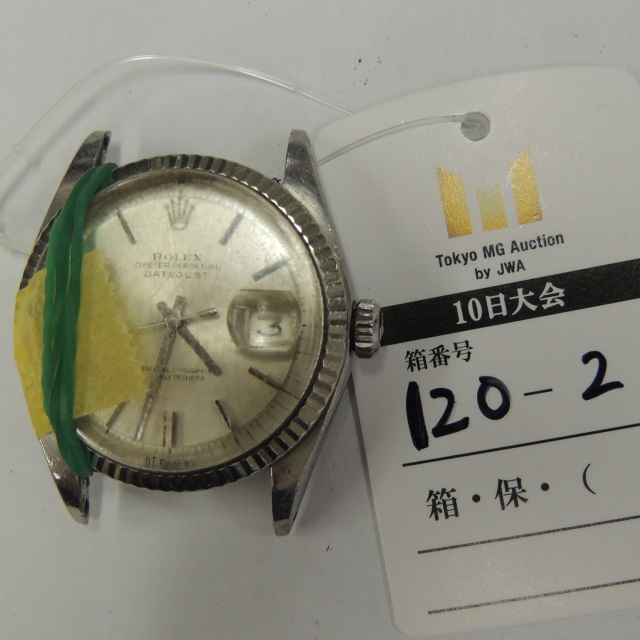 ROLEX
OYSTER PERPETUAL
DATEJUST
3
Tokyo MG Auction
by JWA
10日大会
箱番号
120-2
箱・保・(